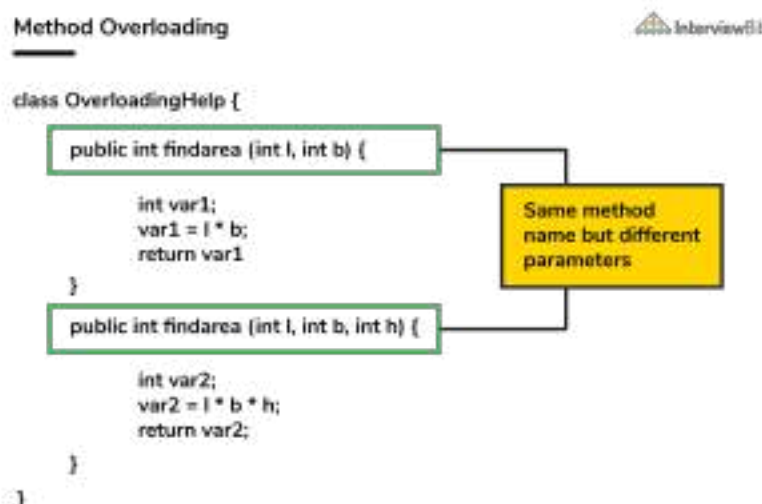 Method Overloading
InterviewBit
class OverloadingHelp {
public int findarea (int l, int b) {
int var1;
var1 = l * b;
return var1
}
Same method
name but different
parameters
public int findarea (int l, int b, int h) {
int var2;
var2 = l * b * h;
return var2;
}
}